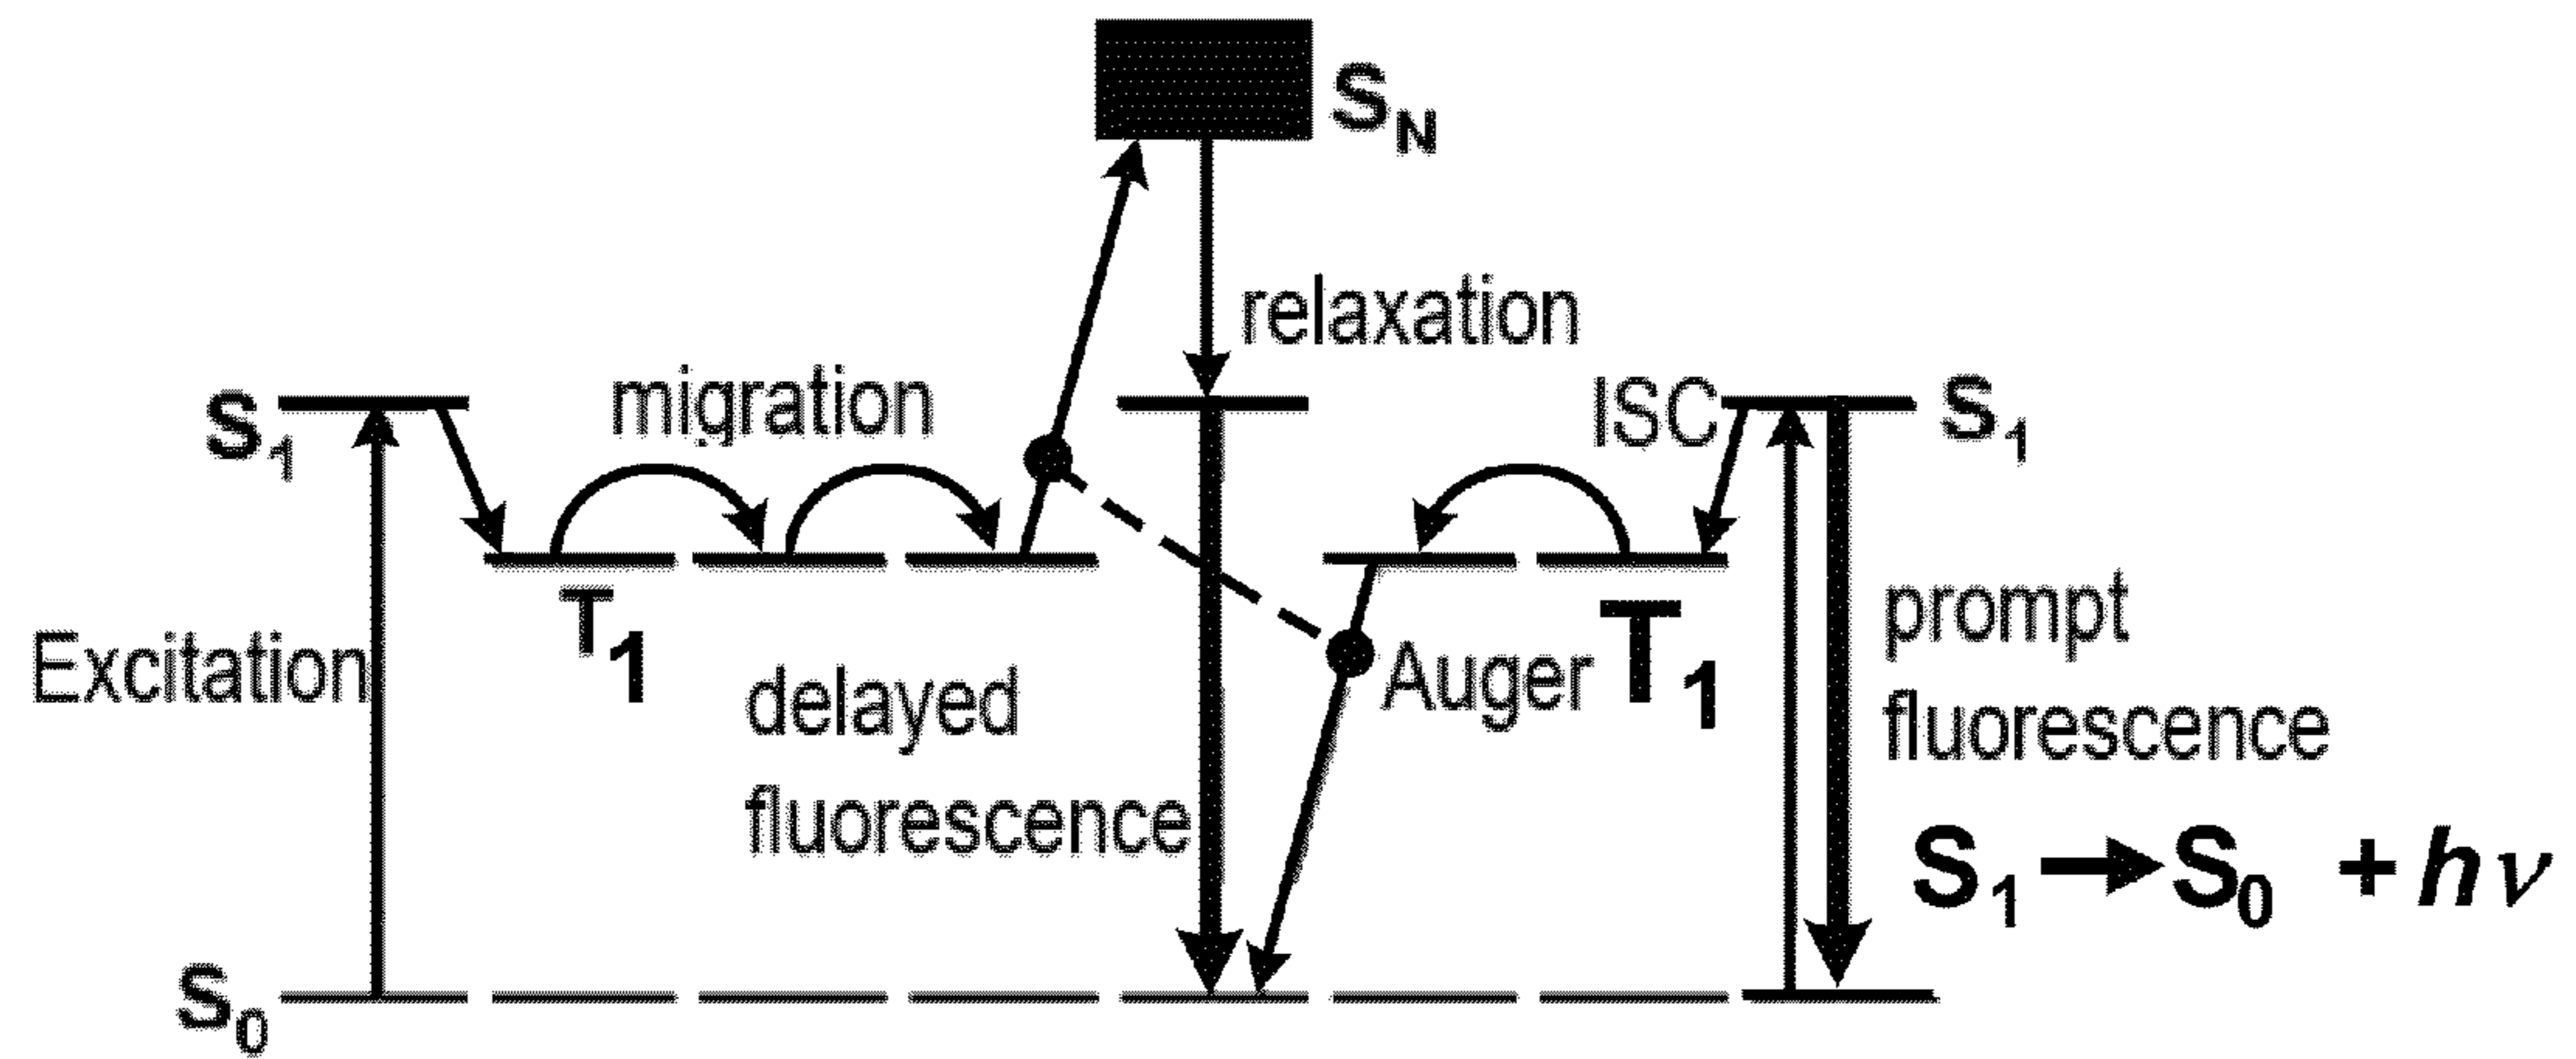 S_N
relaxation
migration
ISC
S_1
S_1
T_1
T_1
Excitation
delayed
fluorescence
Auger
prompt
fluorescence
S_1 → S_0 + hν
S_0